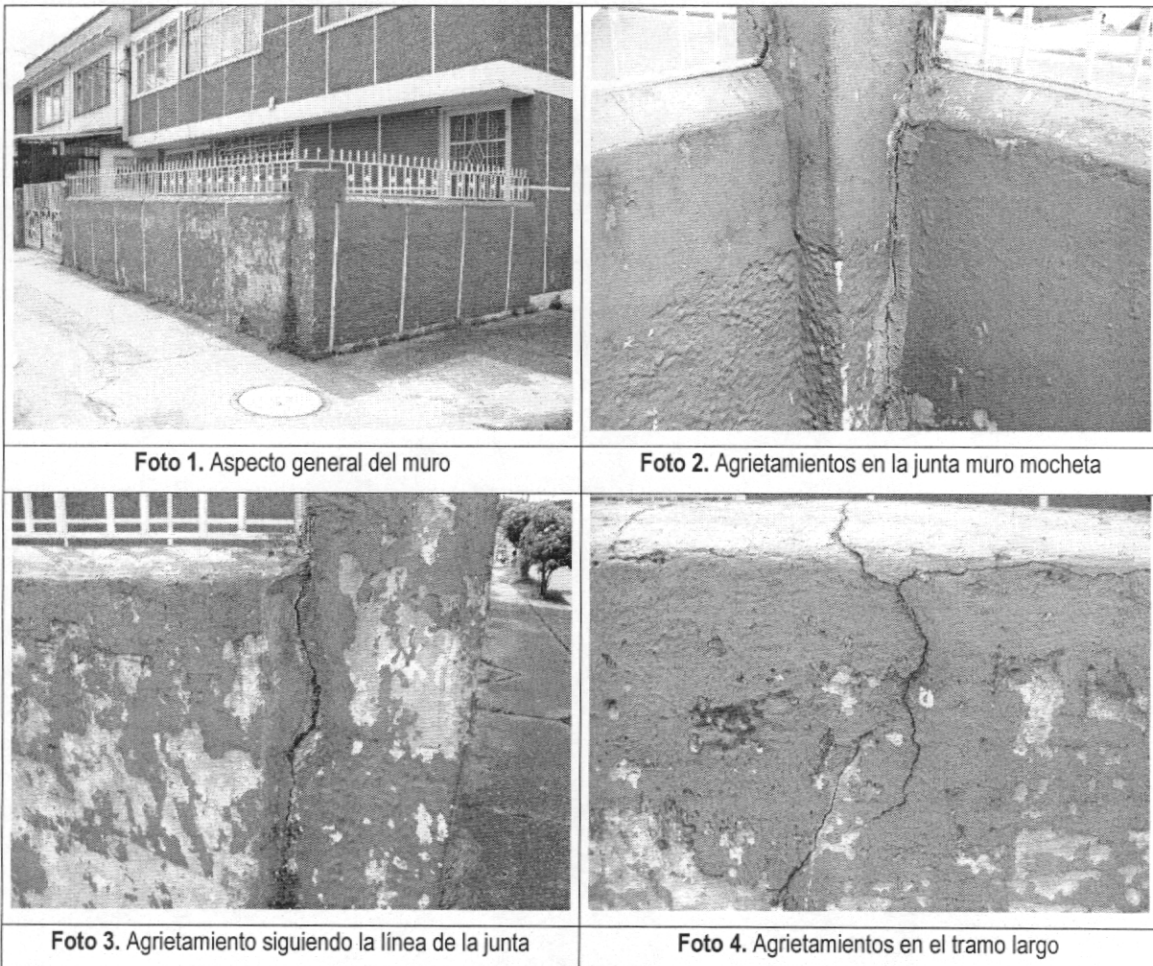 Foto 1. Aspecto general del muro
Foto 2. Agrietamientos en la junta muro mocheta
Foto 3. Agrietamiento siguiendo la línea de la junta
Foto 4. Agrietamientos en el tramo largo